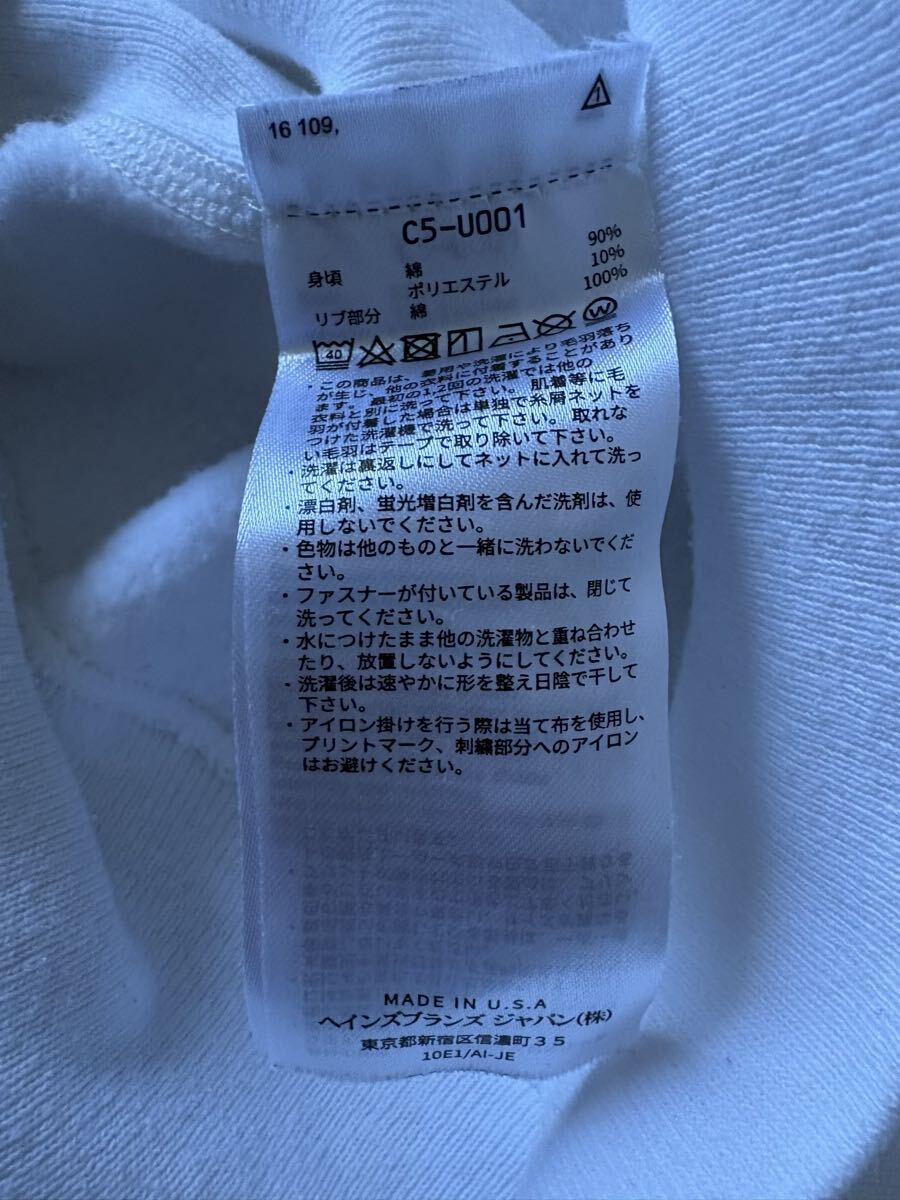 16 109,
1
C5-U001
身頃 綿 90%
ポリエステル 10%
リブ部分 綿 100%
40 W
・この商品は、着用や洗濯により毛羽落ち
が生じ、他の衣料に付着することがあり
ます。最初の1,2回の洗濯では他の
衣料と別に洗って下さい。肌着等に毛
羽が付着した場合は単独で糸屑ネットを
つけた洗濯機で洗って下さい。取れな
い毛羽はテープで取り除いて下さい。
・洗濯は裏返しにしてネットに入れて洗っ
てください。
・漂白剤、蛍光増白剤を含んだ洗剤は、使
用しないでください。
・色物は他のものと一緒に洗わないでくだ
さい。
・ファスナーが付いている製品は、閉じて
洗ってください。
・水につけたまま他の洗濯物と重ね合わせ
たり、放置しないようにしてください。
・洗濯後は速やかに形を整え日陰で干して
下さい。
・アイロン掛けを行う際は当て布を使用し、
プリントマーク、刺繍部分へのアイロン
はお避けください。
MADE IN U.S.A
ヘインズブランズ ジャパン(株)
東京都新宿区信濃町35
10E1/AI-JE